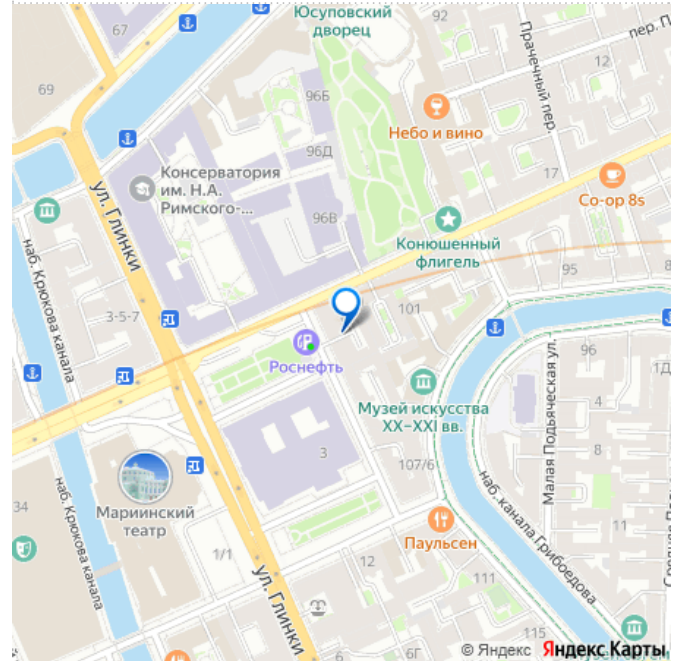 Юсуповский
дворец
92
67
пер. П
69
12
96Б
Прачечный пер.
Небо и вино
96Д
Консерватория
им. Н.А.
Римского-...
17
Co-op 8s
96В
ул. Глинки
Конюшенный
флигель
наб. Крюкова канала
95
8
3-5-7
101
Роснефть
96
1Д
Музей искусства
XX–XXI вв.
Малая Подьяческая ул.
4
3
8
107/6
34
Мариинский
театр
наб. Крюкова канала
наб. канала Грибоедова
11
Паульсен
1/1
12
ул. Глинки
111
6Г
115
© Яндекс Яндекс Карты